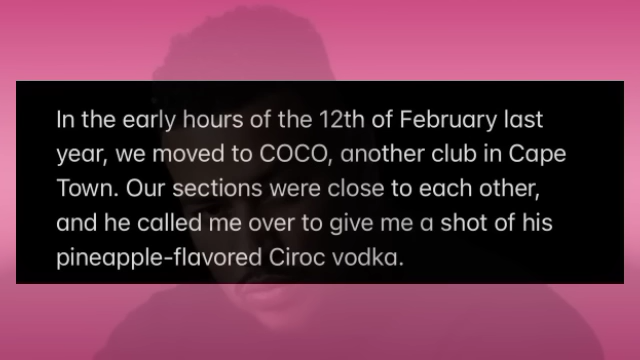 In the early hours of the 12th of February last
year, we moved to COCO, another club in Cape
Town. Our sections were close to each other,
and he called me over to give me a shot of his
pineapple-flavored Ciroc vodka.